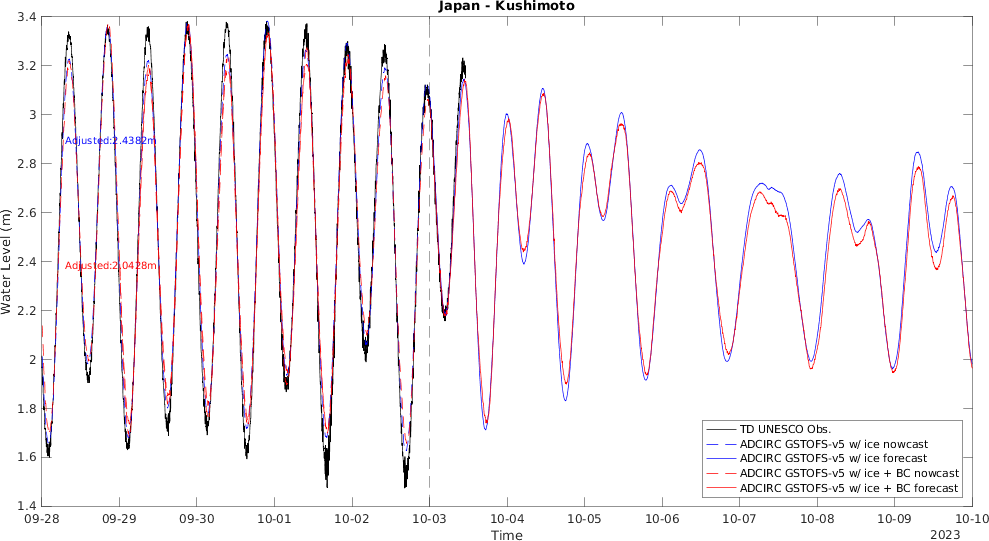 Japan - Kushimoto
3.4
3.2
3
2.8
2.6
2.4
2.2
2
1.8
1.6
1.4
Water Level (m)
Adjusted:2.4382m
Adjusted:2.0428m
TD UNESCO Obs.
ADCIRC GSTOFS-v5 w/ ice nowcast
ADCIRC GSTOFS-v5 w/ ice forecast
ADCIRC GSTOFS-v5 w/ ice + BC nowcast
ADCIRC GSTOFS-v5 w/ ice + BC forecast
09-28 09-29 09-30 10-01 10-02 10-03 10-04 10-05 10-06 10-07 10-08 10-09 10-10
Time
2023